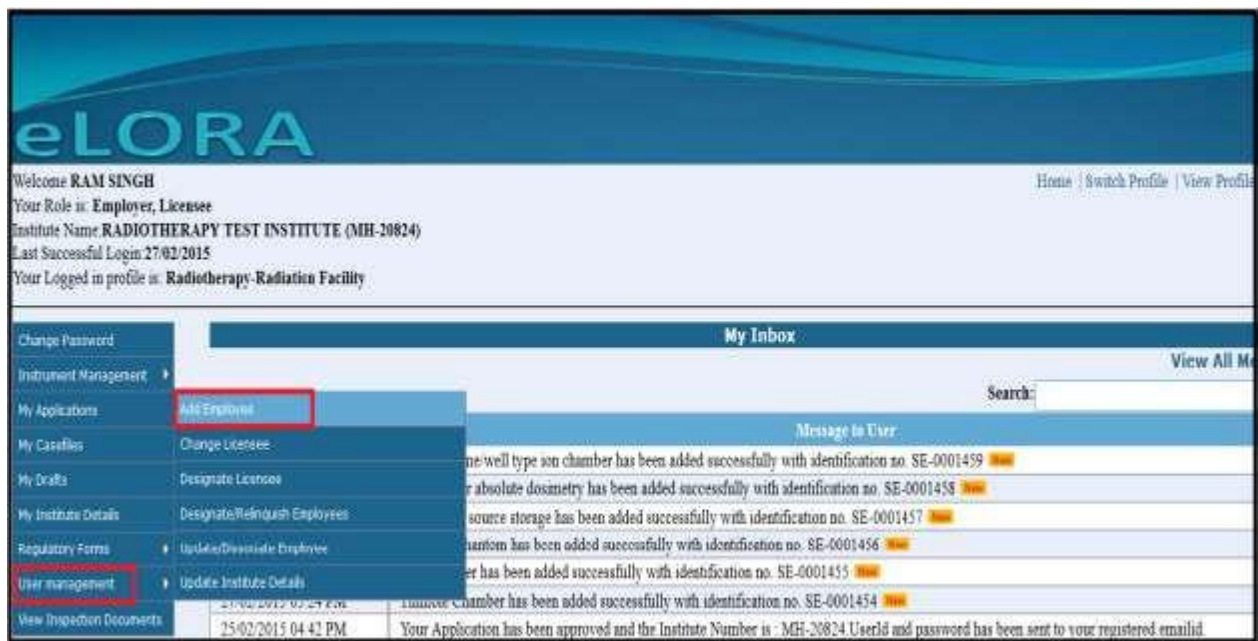 eLORA
Welcome RAM SINGH
Home | Switch Profile | View Profile
Your Role is: Employer, Licensee
Institute Name RADIOTHERAPY TEST INSTITUTE (MH-20824)
Last Successful Login 27/02/2015
Your Logged in profile is: Radiotherapy-Radiation Facility
Change Password
Instrument Management
My Applications
My Casefiles
My Drafts
My Institute Details
Regulatory Forms
User management
View Inspection Documents
Add Employee
Change Licensee
Designate Licensee
Designate/Relinquish Employees
Update/Dissociate Employee
Update Institute Details
My Inbox
View All
Search:
Message to User
well type ion chamber has been added successfully with identification no. SE-0001459 New
absolute dosimetry has been added successfully with identification no. SE-0001458 New
source storage has been added successfully with identification no. SE-0001457 New
has been added successfully with identification no. SE-0001456 New
er has been added successfully with identification no. SE-0001455 New
Chamber has been added successfully with identification no. SE-0001454 New
25/02/2015 04 42 PM Your Application has been approved and the Institute Number is : MH-20824.UserId and password has been sent to your registered emailid.